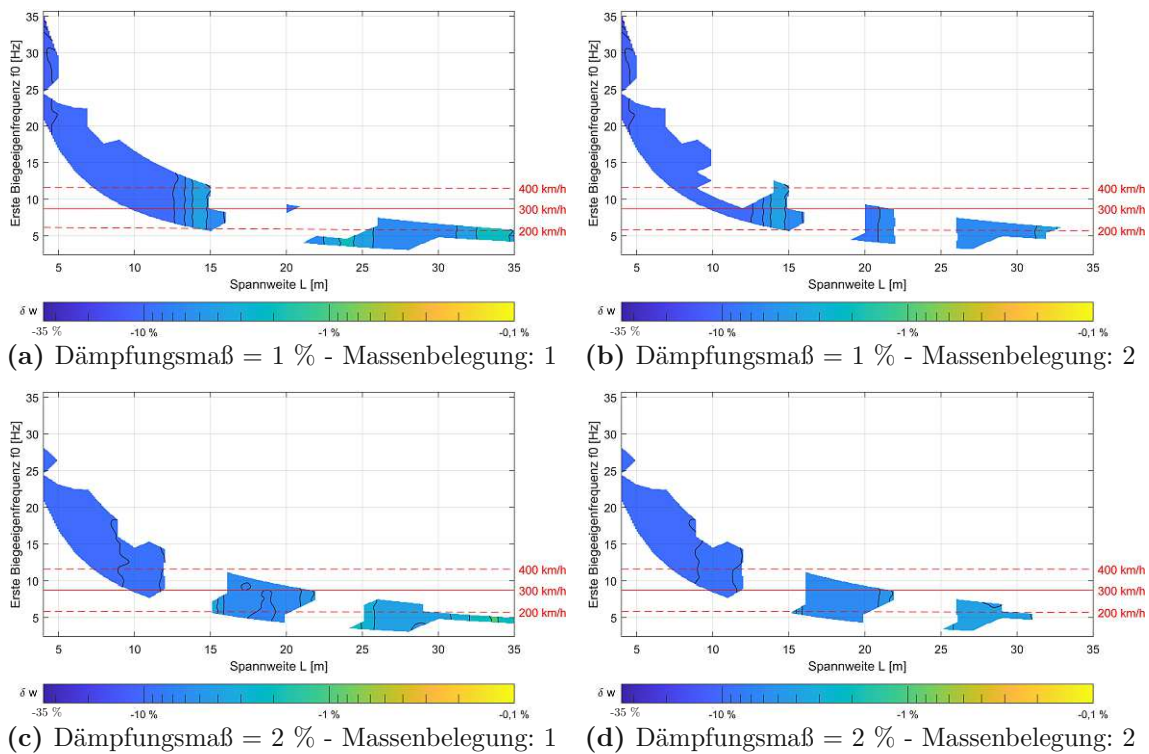 Erste Biegeeigenfrequenz f0 [Hz]
35
30
25
20
15
10
5
400 km/h
300 km/h
200 km/h
5 10 15 20 25 30 35
Spannweite L [m]
δ w
-35 % -10 % -1 % -0,1 %
(a) Dämpfungsmaß = 1 % - Massenbelegung: 1
Erste Biegeeigenfrequenz f0 [Hz]
35
30
25
20
15
10
5
400 km/h
300 km/h
200 km/h
5 10 15 20 25 30 35
Spannweite L [m]
δ w
-35 % -10 % -1 % -0,1 %
(b) Dämpfungsmaß = 1 % - Massenbelegung: 2
Erste Biegeeigenfrequenz f0 [Hz]
35
30
25
20
15
10
5
400 km/h
300 km/h
200 km/h
5 10 15 20 25 30 35
Spannweite L [m]
δ w
-35 % -10 % -1 % -0,1 %
(c) Dämpfungsmaß = 2 % - Massenbelegung: 1
Erste Biegeeigenfrequenz f0 [Hz]
35
30
25
20
15
10
5
400 km/h
300 km/h
200 km/h
5 10 15 20 25 30 35
Spannweite L [m]
δ w
-35 % -10 % -1 % -0,1 %
(d) Dämpfungsmaß = 2 % - Massenbelegung: 2